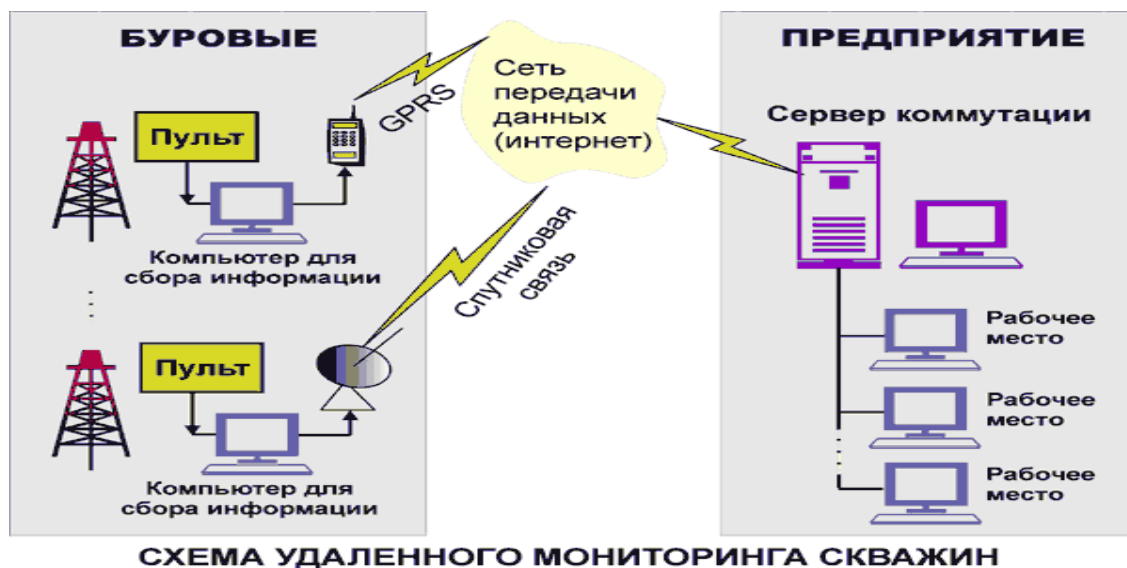 БУРОВЫЕ
Пульт
GPRS
Компьютер для
сбора информации
Пульт
Компьютер для
сбора информации
Сеть
передачи
данных
(интернет)
Спутниковая
связь
ПРЕДПРИЯТИЕ
Сервер коммутации
Рабочее
место
Рабочее
место
Рабочее
место
СХЕМА УДАЛЕННОГО МОНИТОРИНГА СКВАЖИН